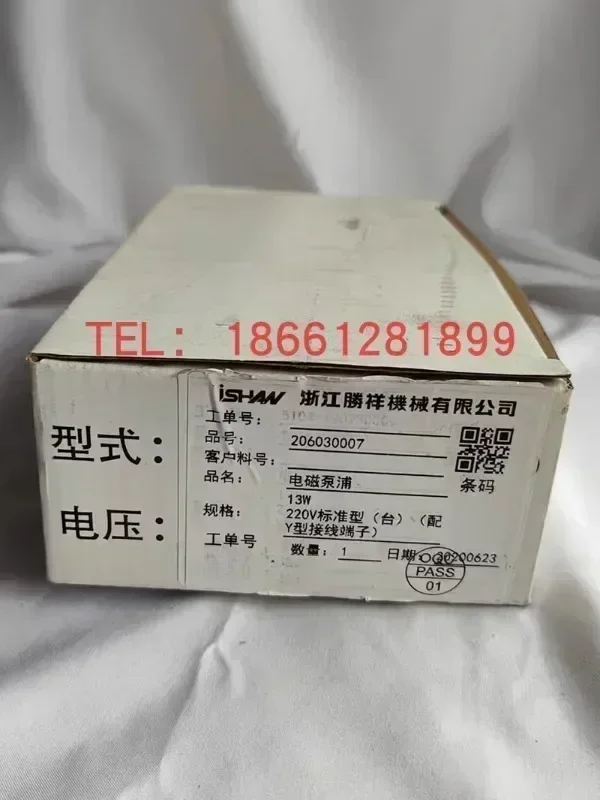 TEL: 18661281899
iSHAN 浙江勝祥機械有限公司
型式:
电压:
工单号:
品号: 206030007
客户料号:
品名: 电磁泵浦
规格: 13W
220V标准型（台）（配
Y型接线端子）
工单号
数量: 1 日期: 20200623
条码
PASS
01